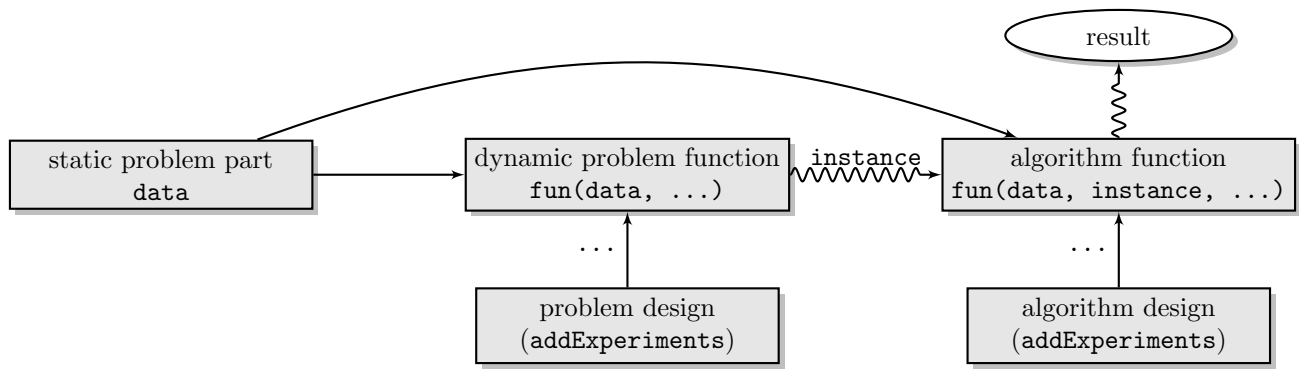 result
static problem part
data
dynamic problem function
fun(data, ...)
instance
algorithm function
fun(data, instance, ...)
...
...
problem design
(addExperiments)
algorithm design
(addExperiments)